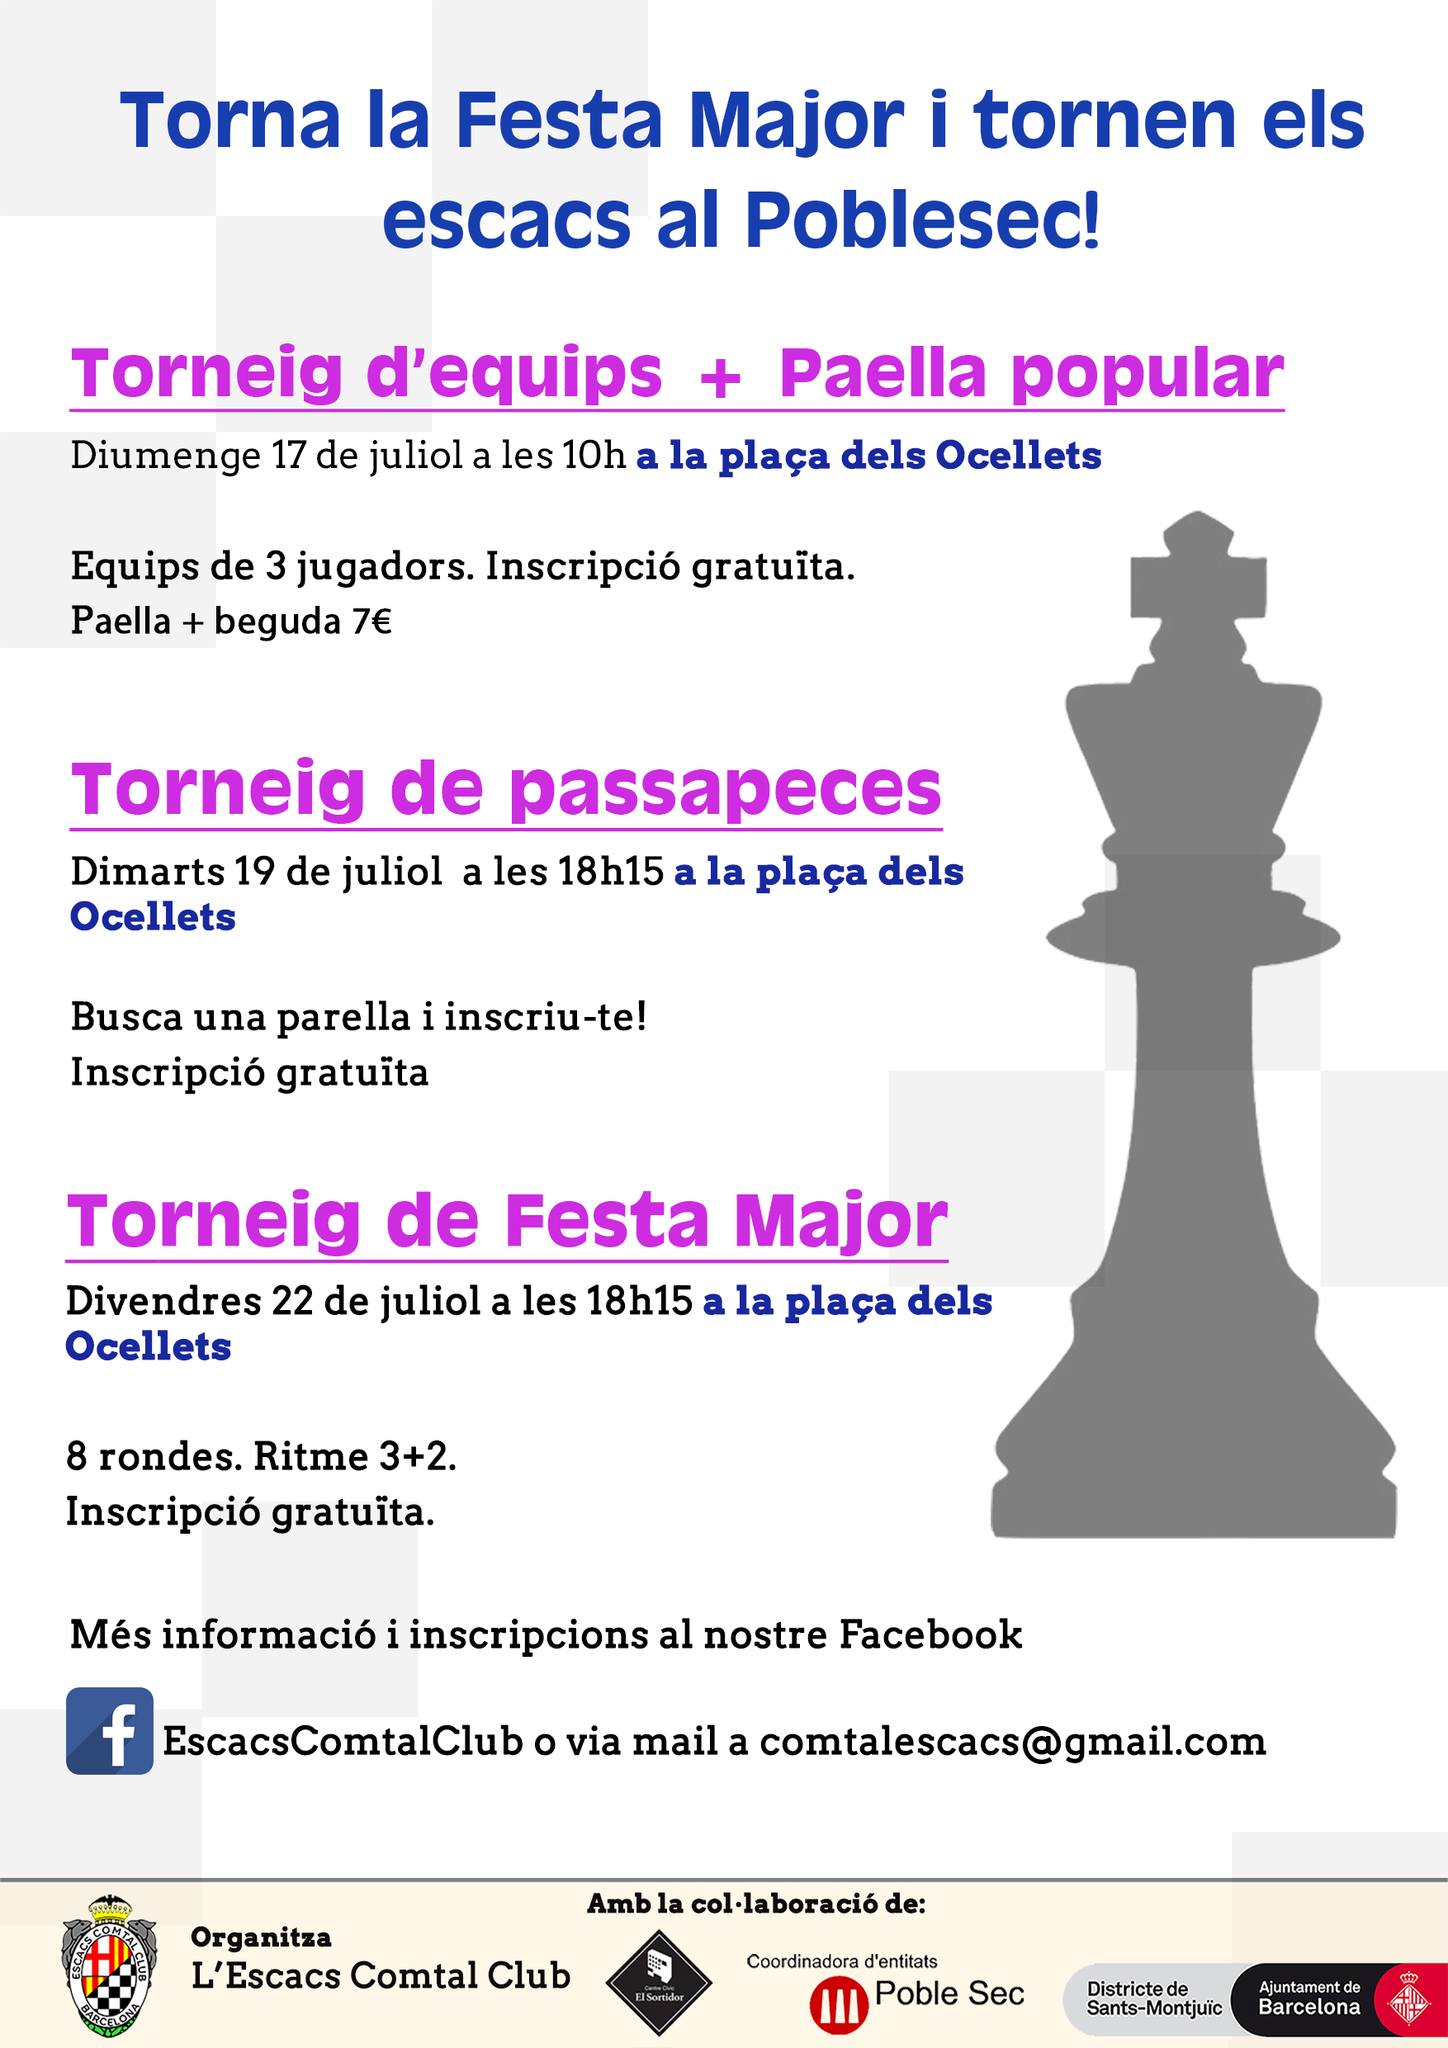 Torna la Festa Major i tornen els
escacs al Poblesec!
Torneig d'equips + Paella popular
Diumenge 17 de juliol a les 10h a la plaça dels Ocellets
Equips de 3 jugadors. Inscripció gratuïta.
Paella + beguda 7€
Torneig de passapeces
Dimarts 19 de juliol a les 18h15 a la plaça dels
Ocellets
Busca una parella i inscriu-te!
Inscripció gratuïta
Torneig de Festa Major
Divendres 22 de juliol a les 18h15 a la plaça dels
Ocellets
8 rondes. Ritme 3+2.
Inscripció gratuïta.
Més informació i inscripcions al nostre Facebook
f EscacsComtalClub o via mail a comtalescacs@gmail.com
Amb la col·laboració de:
Organitza
L'Escacs Comtal Club
ESCACS COMTAL CLUB
BARCELONA
Centre Cívic
El Sortidor
Coordinadora d'entitats
Poble Sec
Districte de
Sants-Montjuïc
Ajuntament de
Barcelona